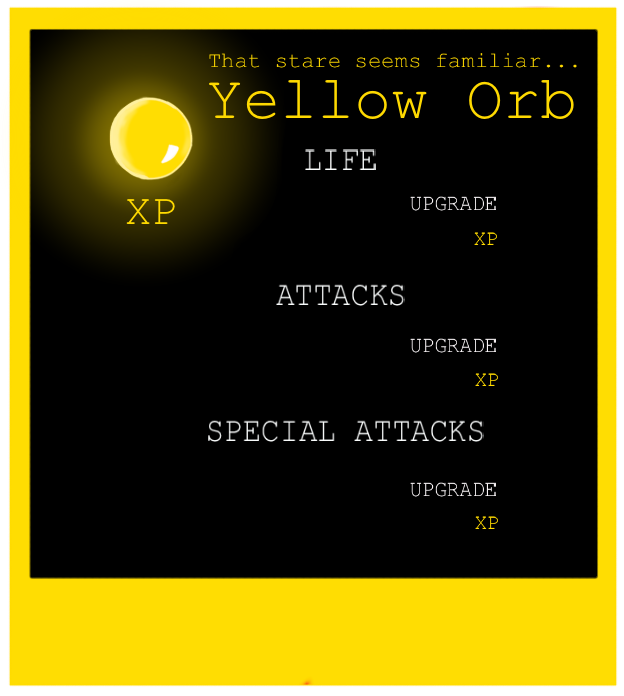 That stare seems familiar...
Yellow Orb
LIFE
XP
UPGRADE
XP
ATTACKS
UPGRADE
XP
SPECIAL ATTACKS
UPGRADE
XP